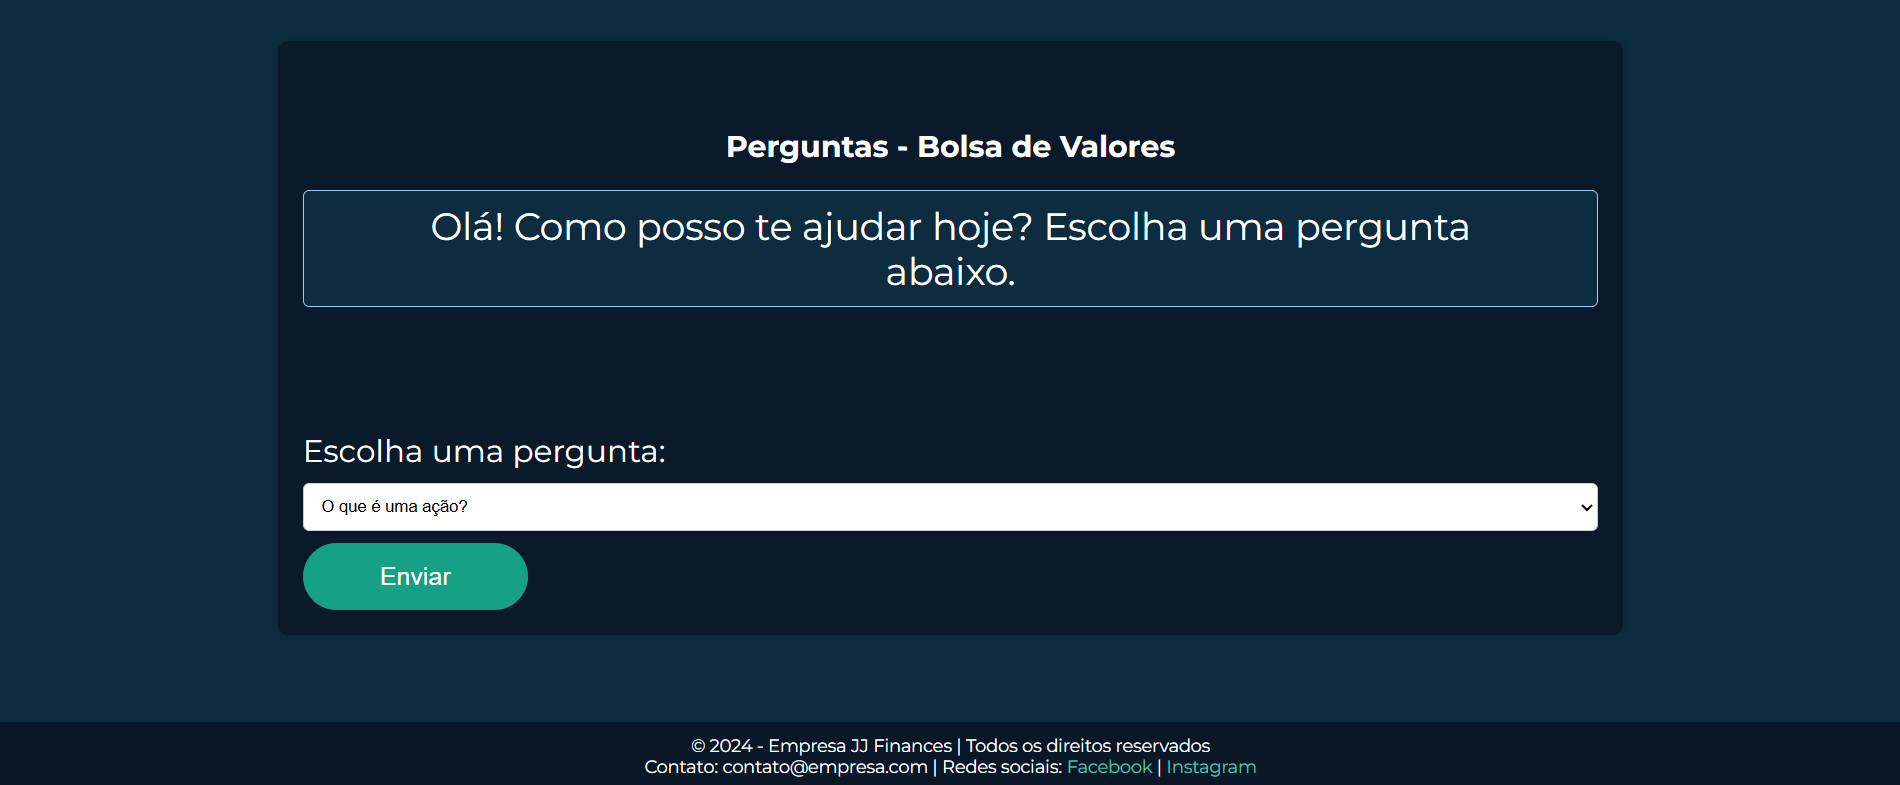 Perguntas - Bolsa de Valores
Olá! Como posso te ajudar hoje? Escolha uma pergunta
abaixo.
Escolha uma pergunta:
O que é uma ação?
Enviar
© 2024 - Empresa JJ Finances | Todos os direitos reservados
Contato: contato@empresa.com | Redes sociais: Facebook | Instagram